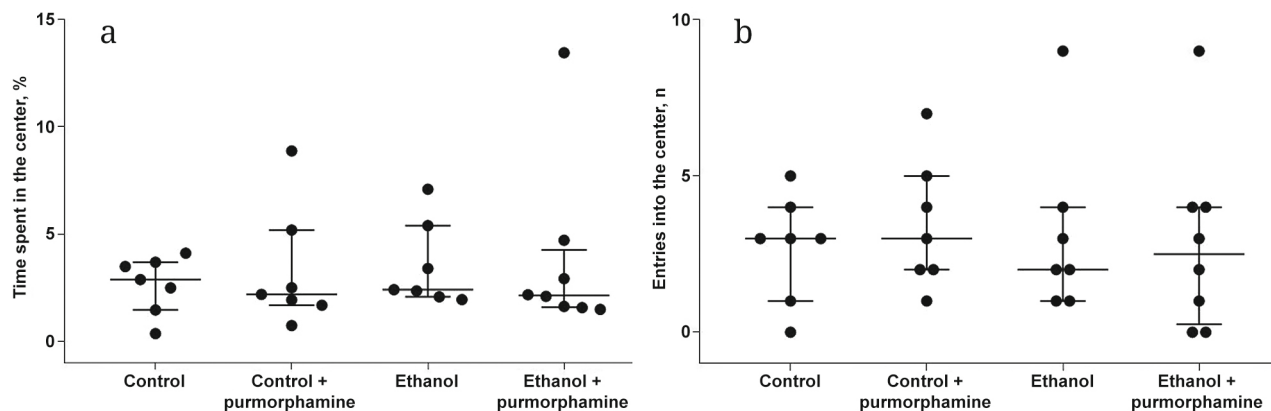 a
Time spent in the center, %
15
10
5
0
Control
Control +
purmorphamine
Ethanol
Ethanol +
purmorphamine
b
Entries into the center, n
10
5
0
Control
Control +
purmorphamine
Ethanol
Ethanol +
purmorphamine